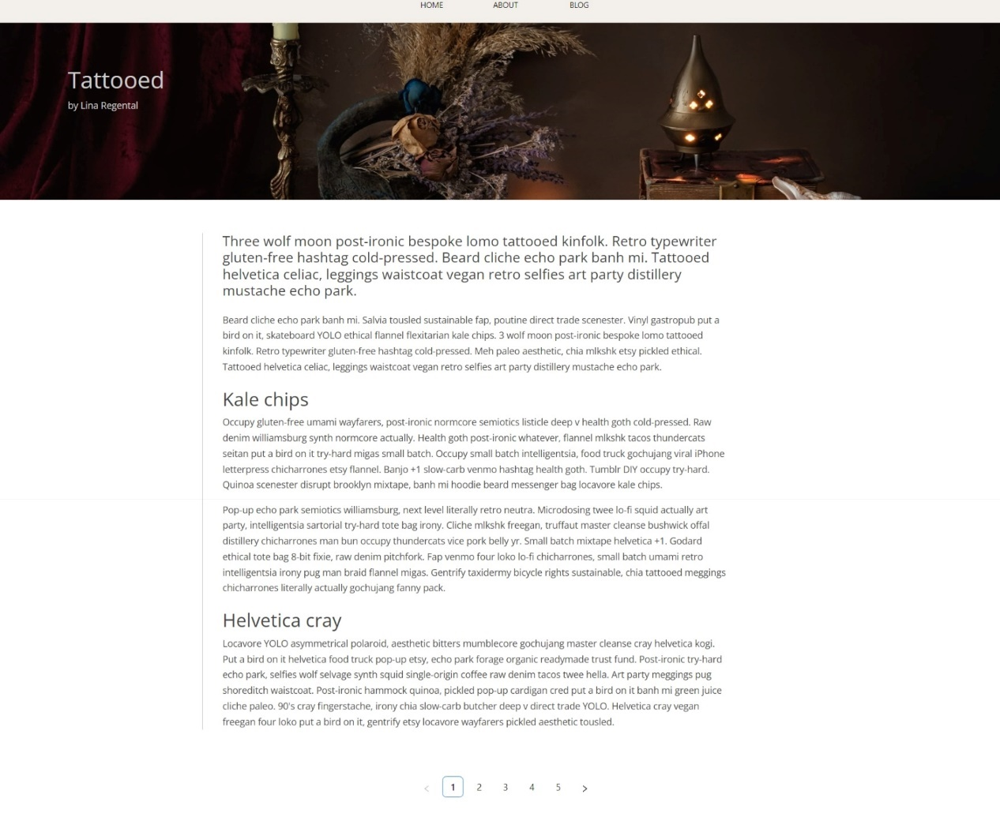 HOME ABOUT BLOG
Tattooed
by Lina Regental
Three wolf moon post-ironic bespoke lomo tattooed kinfolk. Retro typewriter
gluten-free hashtag cold-pressed. Beard cliche echo park banh mi. Tattooed
helvetica celiac, leggings waistcoat vegan retro selfies art party distillery
mustache echo park.
Beard cliche echo park banh mi. Salvia tousled sustainable fap, poutine direct trade scenester. Vinyl gastropub put a
bird on it, skateboard YOLO ethical flannel flexitarian kale chips. 3 wolf moon post-ironic bespoke lomo tattooed
kinfolk. Retro typewriter gluten-free hashtag cold-pressed. Meh paleo aesthetic, chia mlkshk etsy pickled ethical.
Tattooed helvetica celiac, leggings waistcoat vegan retro selfies art party distillery mustache echo park.
Kale chips
Occupy gluten-free umami wayfarers, post-ironic normcore semiotics listicle deep v health goth cold-pressed. Raw
denim williamsburg synth normcore actually. Health goth post-ironic whatever, flannel mlkshk tacos thundercats
seitan put a bird on it try-hard migas small batch. Occupy small batch intelligentsia, food truck gochujang viral iPhone
letterpress chicharrones etsy flannel. Banjo +1 slow-carb venmo hashtag health goth. Tumblr DIY occupy try-hard.
Quinoa scenester disrupt brooklyn mixtape, banh mi hoodie beard messenger bag locavore kale chips.
Pop-up echo park semiotics williamsburg, next level literally retro neutra. Microdosing twee lo-fi squid actually art
party, intelligentsia sartorial try-hard tote bag irony. Cliche mlkshk freegan, truffaut master cleanse bushwick offal
distillery chicharrones man bun occupy thundercats vice pork belly yr. Small batch mixtape helvetica +1. Godard
ethical tote bag 8-bit fixie, raw denim pitchfork. Fap venmo four loko lo-fi chicharrones, small batch umami retro
intelligentsia irony pug man braid flannel migas. Gentrify taxidermy bicycle rights sustainable, chia tattooed meggings
chicharrones literally actually gochujang fanny pack.
Helvetica cray
Locavore YOLO asymmetrical polaroid, aesthetic bitters mumblecore gochujang master cleanse cray helvetica kogi.
Put a bird on it helvetica food truck pop-up etsy, echo park forage organic readymade trust fund. Post-ironic try-hard
echo park, selfies wolf selvage synth squid single-origin coffee raw denim tacos twee hella. Art party meggings pug
shoreditch waistcoat. Post-ironic hammock quinoa, pickled pop-up cardigan cred put a bird on it banh mi green juice
cliche paleo. 90's cray fingerstache, irony chia slow-carb butcher deep v direct trade YOLO. Helvetica cray vegan
freegan four loko put a bird on it, gentrify etsy locavore wayfarers pickled aesthetic tousled.
< 1 2 3 4 5 >